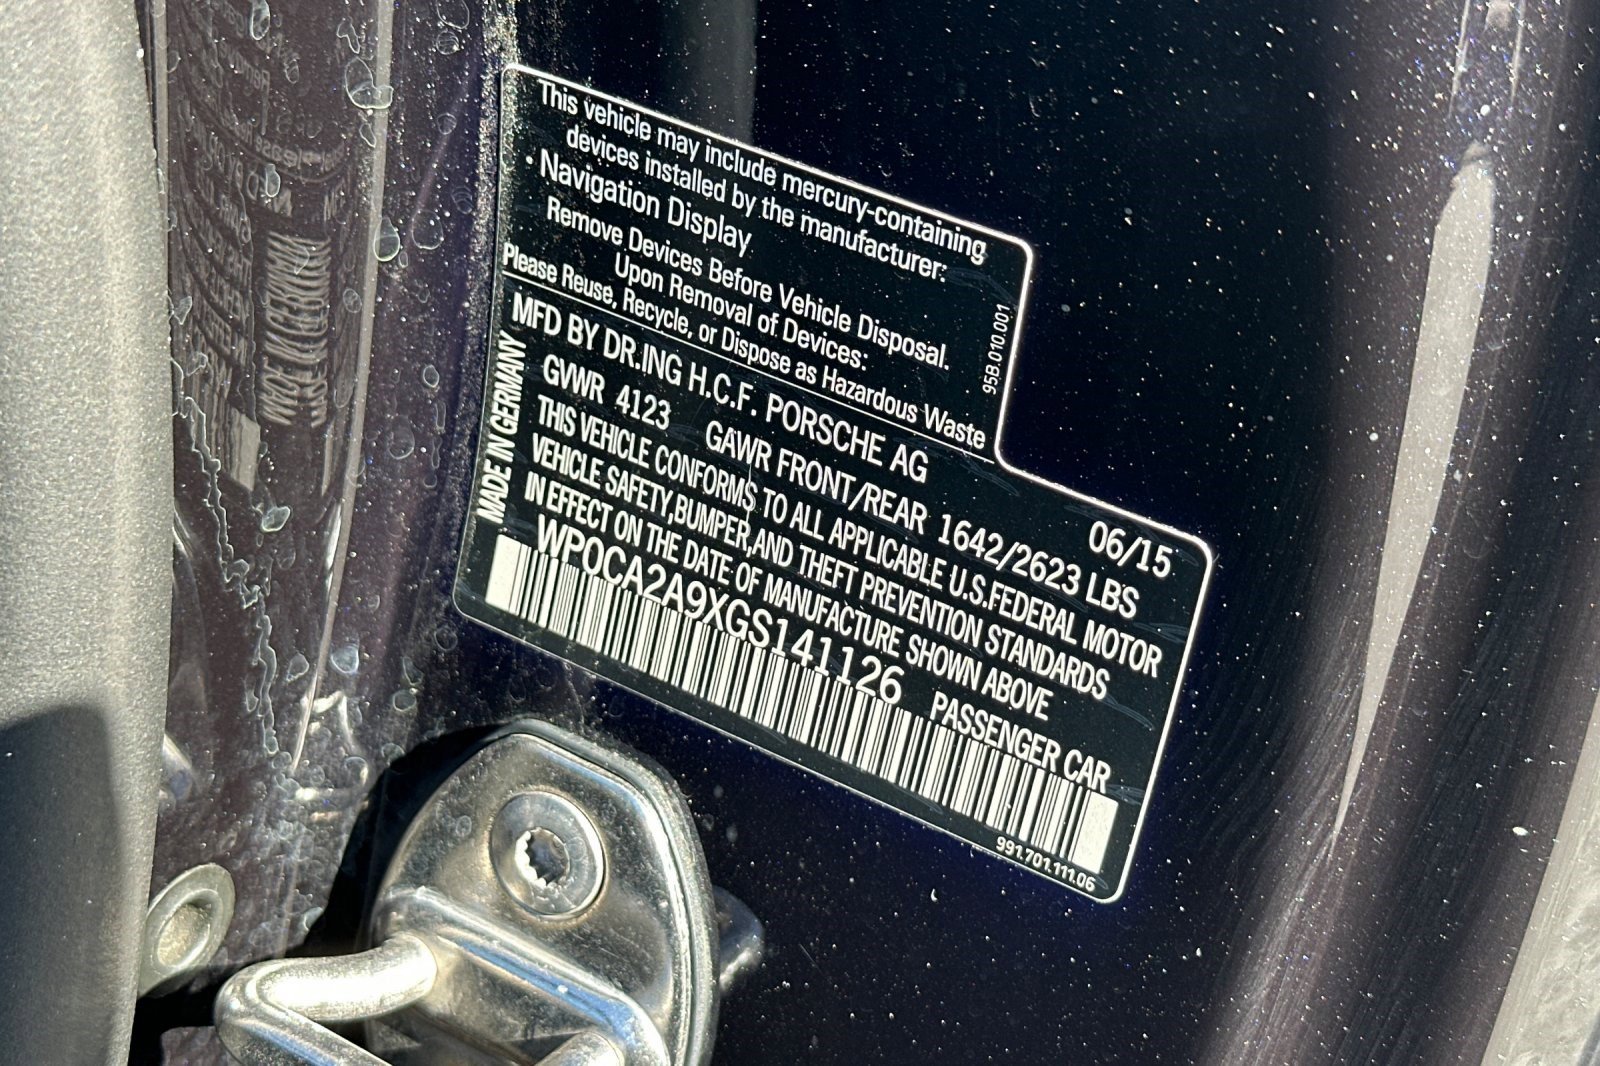 This vehicle may include mercury-containing
devices installed by the manufacturer:
· Navigation Display
Remove Devices Before Vehicle Disposal.
Upon Removal of Devices:
Please Reuse, Recycle, or Dispose as Hazardous Waste
95B.010.001
MADE IN GERMANY
MFD BY DR.ING H.C.F. PORSCHE AG 06/15
GVWR 4123 GAWR FRONT/REAR 1642/2623 LBS
THIS VEHICLE CONFORMS TO ALL APPLICABLE U.S.FEDERAL MOTOR
VEHICLE SAFETY,BUMPER,AND THEFT PREVENTION STANDARDS
IN EFFECT ON THE DATE OF MANUFACTURE SHOWN ABOVE
WP0CA2A9XGS141126 PASSENGER CAR
991.701.111.06